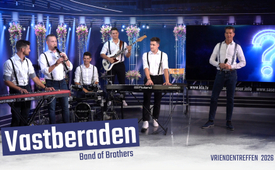 Vastberaden
Band of Brothers
VRIENDENTREFFEN 2026